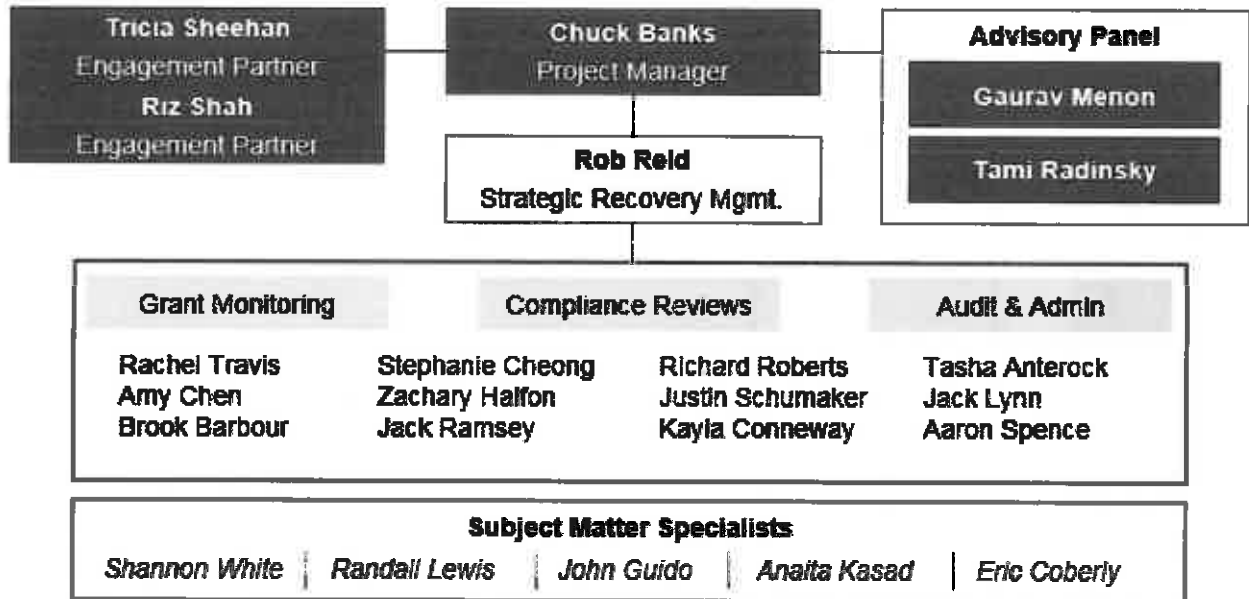 Tricia Sheehan
Engagement Partner
Riz Shah
Engagement Partner
Chuck Banks
Project Manager
Advisory Panel
Gaurav Menon
Tami Radinsky
Rob Reid
Strategic Recovery Mgmt.
Grant Monitoring
Compliance Reviews
Audit & Admin
Rachel Travis
Amy Chen
Brook Barbour
Stephanie Cheong
Zachary Halfon
Jack Ramsey
Richard Roberts
Justin Schumaker
Kayla Conneway
Tasha Anterock
Jack Lynn
Aaron Spence
Subject Matter Specialists
Shannon White
Randall Lewis
John Guido
Anaita Kasad
Eric Coberly